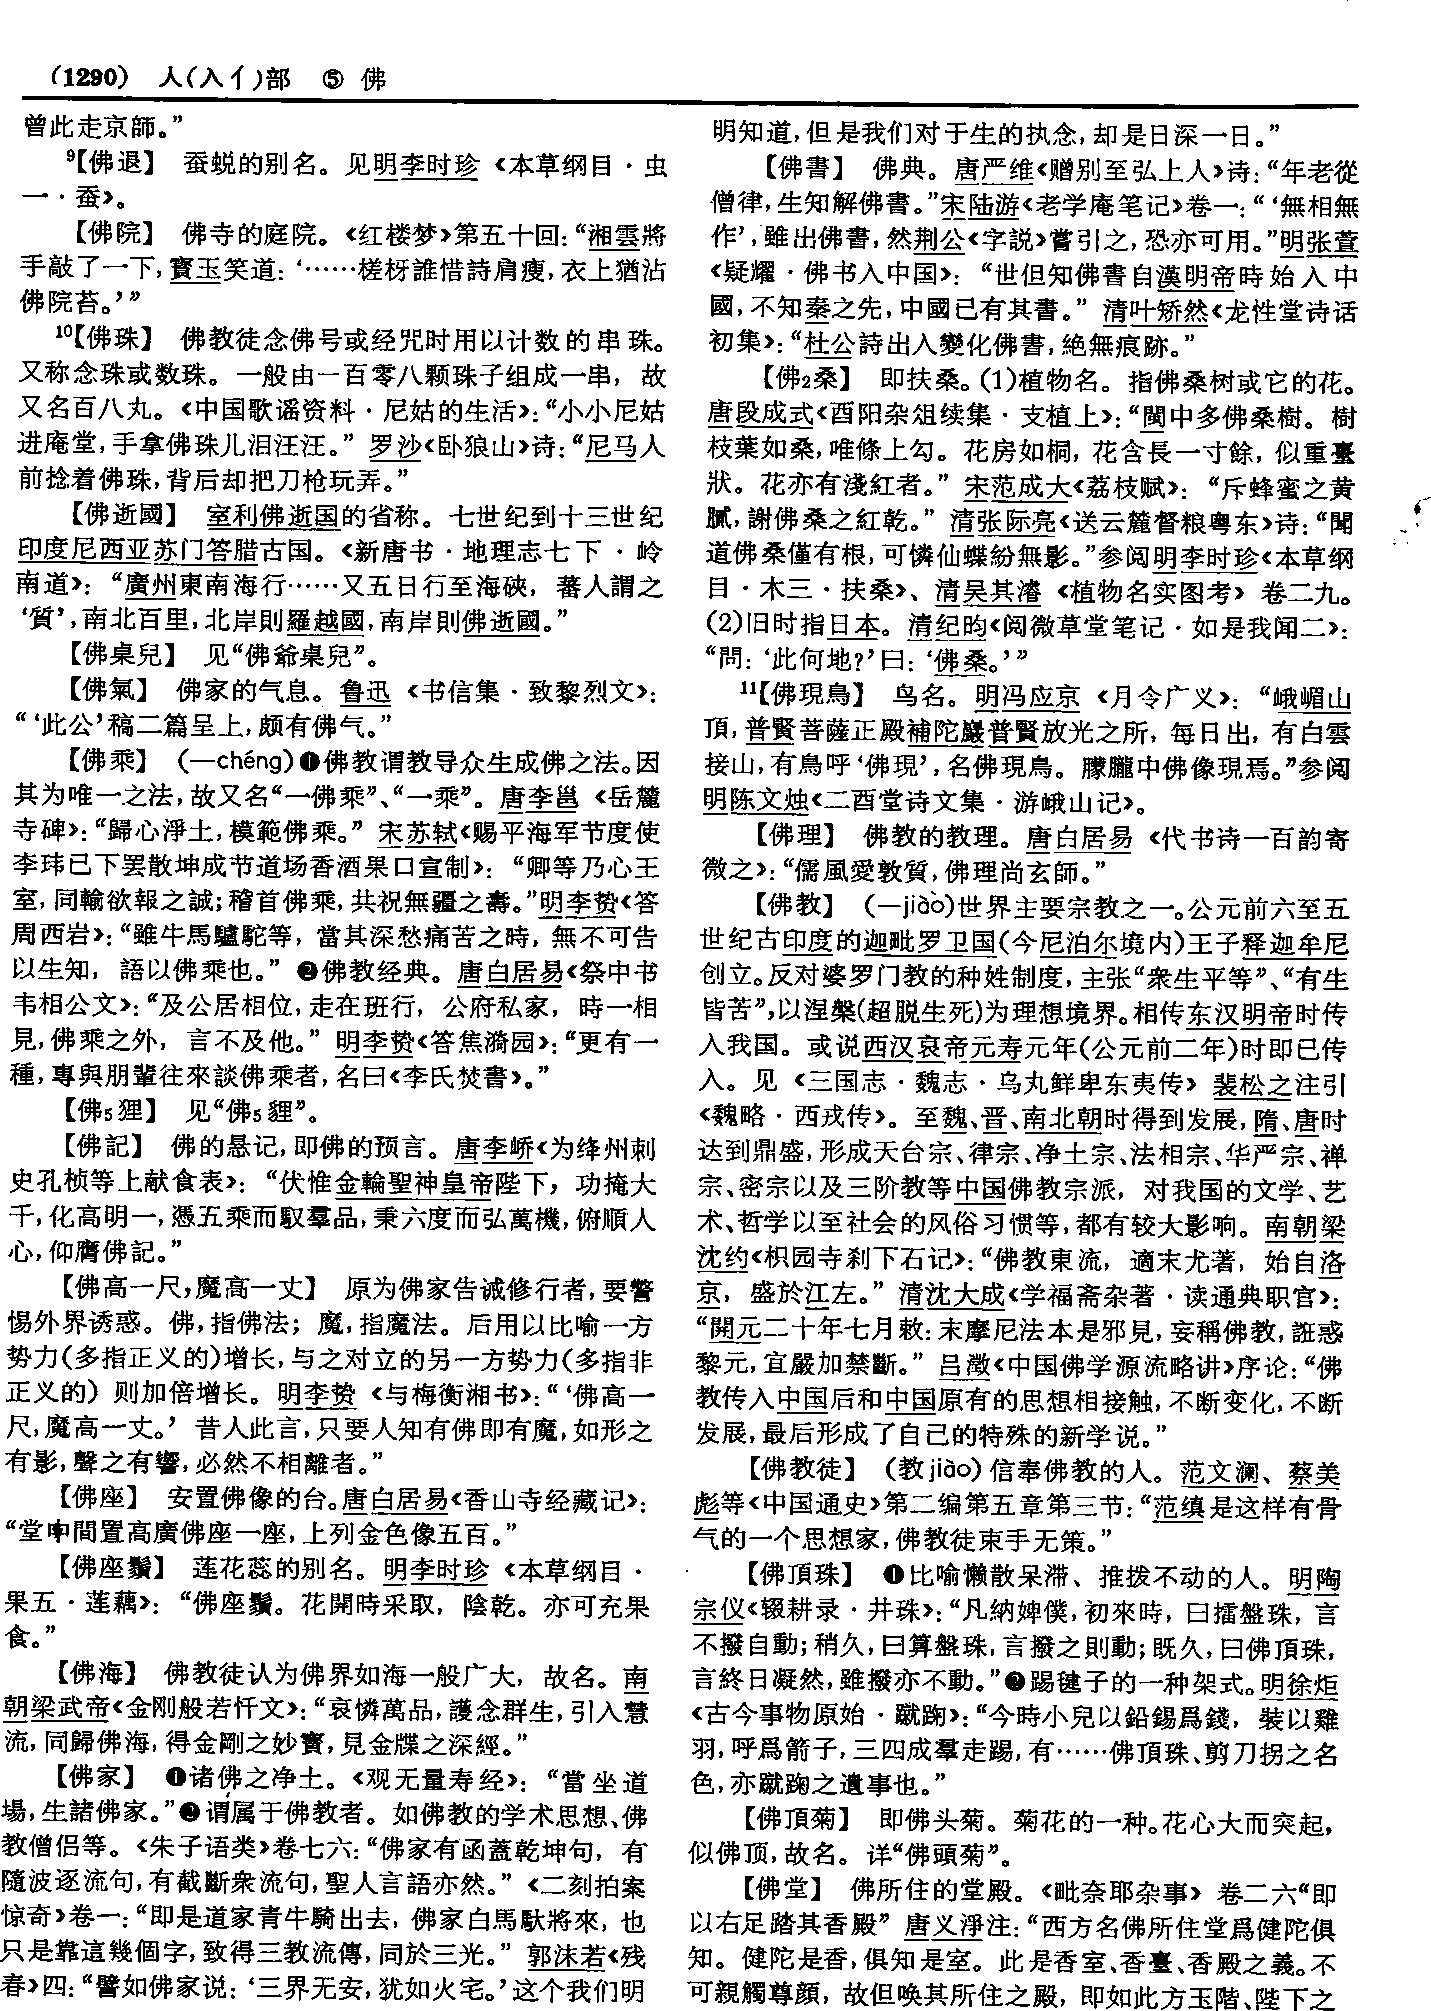 (1290) 人(入亻)部 ⑤ 佛
曾此走京師。”
⁹【佛退】 蚕蜕的别名。见明李时珍《本草纲目·虫
一·蚕》。
【佛院】 佛寺的庭院。《红楼梦》第五十回:“湘雲將
手敲了一下,寳玉笑道:‘……槎枒誰惜詩肩瘦,衣上猶沾
佛院苔。’”
¹⁰【佛珠】 佛教徒念佛号或经咒时用以计数的串珠。
又称念珠或数珠。一般由一百零八颗珠子组成一串,故
又名百八丸。《中国歌谣资料·尼姑的生活》:“小小尼姑
进庵堂,手拿佛珠儿泪汪汪。”罗沙《卧狼山》诗:“尼马人
前捻着佛珠,背后却把刀枪玩弄。”
【佛逝國】 室利佛逝国的省称。七世纪到十三世纪
印度尼西亚苏门答腊古国。《新唐书·地理志七下·岭
南道》:“廣州東南海行……又五日行至海硤,蕃人謂之
‘質’,南北百里,北岸則羅越國,南岸則佛逝國。”
【佛桌兒】 见“佛爺桌兒”。
【佛氣】 佛家的气息。鲁迅《书信集·致黎烈文》:
“‘此公’稿二篇呈上,颇有佛气。”
【佛乘】 (—chéng)❶佛教谓教导众生成佛之法。因
其为唯一之法,故又名“一佛乘”、“一乘”。唐李邕《岳麓
寺碑》:“歸心淨土,模範佛乘。”宋苏轼《赐平海军节度使
李玮已下罢散坤成节道场香酒果口宣制》:“卿等乃心王
室,同輸欲報之誠;稽首佛乘,共祝無疆之壽。”明李贽《答
周西岩》:“雖牛馬驢駝等,當其深愁痛苦之時,無不可告
以生知,語以佛乘也。”❷佛教经典。唐白居易《祭中书
韦相公文》:“及公居相位,走在班行,公府私家,時一相
見,佛乘之外,言不及他。”明李贽《答焦漪园》:“更有一
種,專與朋輩往來談佛乘者,名曰《李氏焚書》。”
【佛₅狸】 见“佛₅貍”。
【佛記】 佛的悬记,即佛的预言。唐李峤《为绛州刺
史孔桢等上献食表》:“伏惟金輪聖神皇帝陛下,功掩大
千,化高明一,憑五乘而馭羣品,秉六度而弘萬機,俯順人
心,仰膺佛記。”
【佛高一尺,魔高一丈】 原为佛家告诫修行者,要警
惕外界诱惑。佛,指佛法;魔,指魔法。后用以比喻一方
势力(多指正义的)增长,与之对立的另一方势力(多指非
正义的)则加倍增长。明李贽《与梅衡湘书》:“‘佛高一
尺,魔高一丈。’昔人此言,只要人知有佛即有魔,如形之
有影,聲之有響,必然不相離者。”
【佛座】 安置佛像的台。唐白居易《香山寺经藏记》:
“堂中間置高廣佛座一座,上列金色像五百。”
【佛座鬚】 莲花蕊的别名。明李时珍《本草纲目·
果五·莲藕》:“佛座鬚。花開時采取,陰乾。亦可充果
食。”
【佛海】 佛教徒认为佛界如海一般广大,故名。南
朝梁武帝《金刚般若忏文》:“哀憐萬品,護念群生,引入慧
流,同歸佛海,得金剛之妙寳,見金牒之深經。”
【佛家】 ❶诸佛之净土。《观无量寿经》:“當坐道
場,生諸佛家。”❷谓属于佛教者。如佛教的学术思想、佛
教僧侣等。《朱子语类》卷七六:“佛家有函蓋乾坤句,有
隨波逐流句,有截斷衆流句,聖人言語亦然。”《二刻拍案
惊奇》卷一:“即是道家青牛騎出去,佛家白馬馱將來,也
只是靠這幾個字,致得三教流傳,同於三光。”郭沫若《残
春》四:“譬如佛家说:‘三界无安,犹如火宅。’这个我们明
明知道,但是我们对于生的执念,却是日深一日。”
【佛書】 佛典。唐严维《赠别至弘上人》诗:“年老從
僧律,生知解佛書。”宋陆游《老学庵笔记》卷一:“‘無相無
作’,雖出佛書,然荆公《字説》嘗引之,恐亦可用。”明张萱
《疑耀·佛书入中国》:“世但知佛書自漢明帝時始入中
國,不知秦之先,中國已有其書。”清叶矫然《龙性堂诗话
初集》:“杜公詩出入變化佛書,絶無痕跡。”
【佛₂桑】 即扶桑。(1)植物名。指佛桑树或它的花。
唐段成式《酉阳杂俎续集·支植上》:“閩中多佛桑樹。樹
枝葉如桑,唯條上勾。花房如桐,花含長一寸餘,似重臺
狀。花亦有淺紅者。”宋范成大《荔枝赋》:“斥蜂蜜之黄
膩,謝佛桑之紅乾。”清张际亮《送云麓督粮粤东》诗:“聞
道佛桑僅有根,可憐仙蝶紛無影。”参阅明李时珍《本草纲
目·木三·扶桑》、清吴其濬《植物名实图考》卷二九。
(2)旧时指日本。清纪昀《阅微草堂笔记·如是我闻二》:
“問:‘此何地?’曰:‘佛桑。’”
¹¹【佛現鳥】 鸟名。明冯应京《月令广义》:“峨嵋山
頂,普賢菩薩正殿補陀巖普賢放光之所,每日出,有白雲
接山,有鳥呼‘佛現’,名佛現鳥。朦朧中佛像現焉。”参阅
明陈文烛《二酉堂诗文集·游峨山记》。
【佛理】 佛教的教理。唐白居易《代书诗一百韵寄
微之》:“儒風愛敦質,佛理尚玄師。”
【佛教】 (—jiào)世界主要宗教之一。公元前六至五
世纪古印度的迦毗罗卫国(今尼泊尔境内)王子释迦牟尼
创立。反对婆罗门教的种姓制度,主张“衆生平等”、“有生
皆苦”,以涅槃(超脱生死)为理想境界。相传东汉明帝时传
入我国。或说西汉哀帝元寿元年(公元前二年)时即已传
入。见《三国志·魏志·乌丸鲜卑东夷传》裴松之注引
《魏略·西戎传》。至魏、晋、南北朝时得到发展,隋、唐时
达到鼎盛,形成天台宗、律宗、净土宗、法相宗、华严宗、禅
宗、密宗以及三阶教等中国佛教宗派,对我国的文学、艺
术、哲学以至社会的风俗习惯等,都有较大影响。南朝梁
沈约《枳园寺刹下石记》:“佛教東流,適末尤著,始自洛
京,盛於江左。”清沈大成《学福斋杂著·读通典职官》:
“開元二十年七月敕:末摩尼法本是邪見,妄稱佛教,誑惑
黎元,宜嚴加禁斷。”吕澂《中国佛学源流略讲》序论:“佛
教传入中国后和中国原有的思想相接触,不断变化,不断
发展,最后形成了自己的特殊的新学说。”
【佛教徒】 (教jiào)信奉佛教的人。范文澜、蔡美
彪等《中国通史》第二编第五章第三节:“范缜是这样有骨
气的一个思想家,佛教徒束手无策。”
【佛頂珠】 ❶比喻懒散呆滞、推拨不动的人。明陶
宗仪《辍耕录·井珠》:“凡納婢僕,初來時,曰擂盤珠,言
不撥自動;稍久,曰算盤珠,言撥之則動;既久,曰佛頂珠,
言終日凝然,雖撥亦不動。”❷踢毽子的一种架式。明徐炬
《古今事物原始·蹴踘》:“今時小兒以鉛錫爲錢,裝以雞
羽,呼爲箭子,三四成羣走踢,有……佛頂珠、剪刀拐之名
色,亦蹴踘之遺事也。”
【佛頂菊】 即佛头菊。菊花的一种。花心大而突起,
似佛顶,故名。详“佛頭菊”。
【佛堂】 佛所住的堂殿。《毗奈耶杂事》卷二六“即
以右足踏其香殿”唐义淨注:“西方名佛所住堂爲健陀俱
知。健陀是香,俱知是室。此是香室、香臺、香殿之義。不
可親觸尊顔,故但唤其所住之殿,即如此方玉階、陛下之